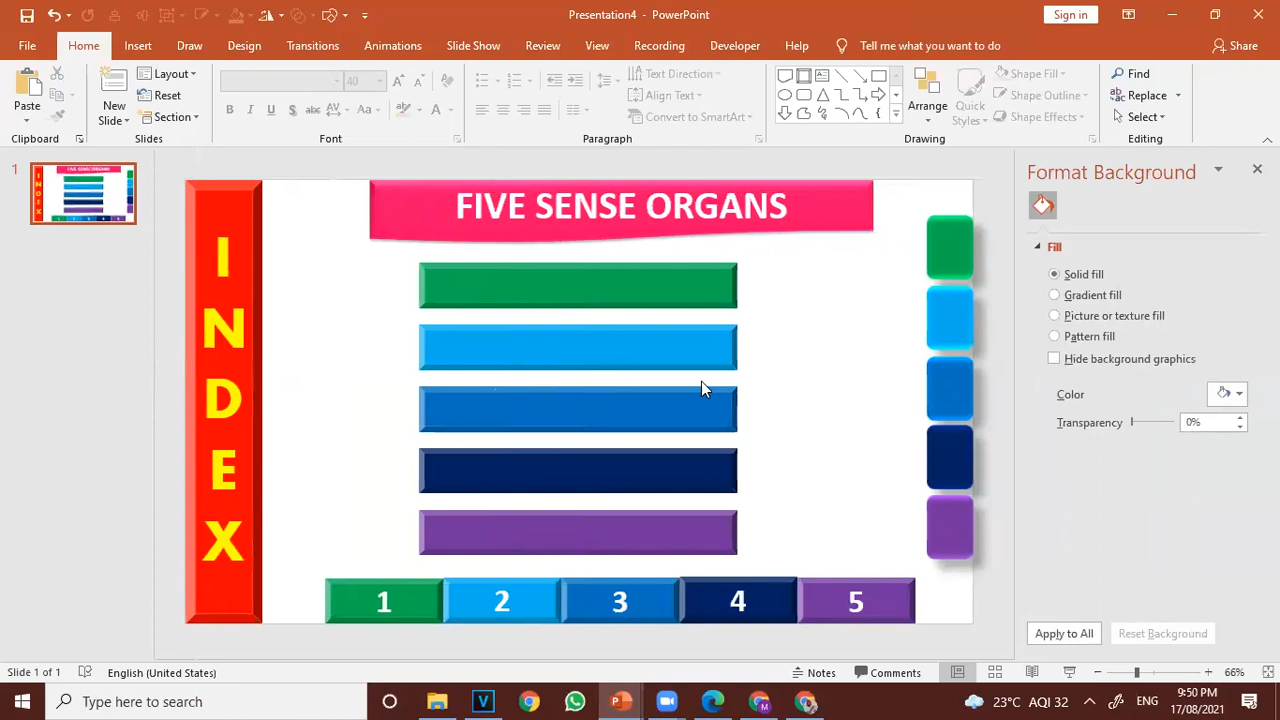 Presentation4 - PowerPoint
Sign in
File Home Insert Draw Design Transitions Animations Slide Show Review View Recording Developer Help Tell me what you want to do Share
Paste
Clipboard
New
Slide
Layout
Reset
Section
Slides
40
B I U S abc AV Aa
A
Font
Text Direction
Align Text
Convert to SmartArt
Paragraph
Arrange
Quick
Styles
Shape Fill
Shape Outline
Shape Effects
Drawing
Find
Replace
Select
Editing
1
I
N
D
E
X
FIVE SENSE ORGANS
1 2 3 4 5
Format Background
Fill
Solid fill
Gradient fill
Picture or texture fill
Pattern fill
Hide background graphics
Color
Transparency 0%
Apply to All Reset Background
Slide 1 of 1 English (United States) Notes Comments 66%
Type here to search
23°C AQI 32 ENG
9:50 PM
17/08/2021